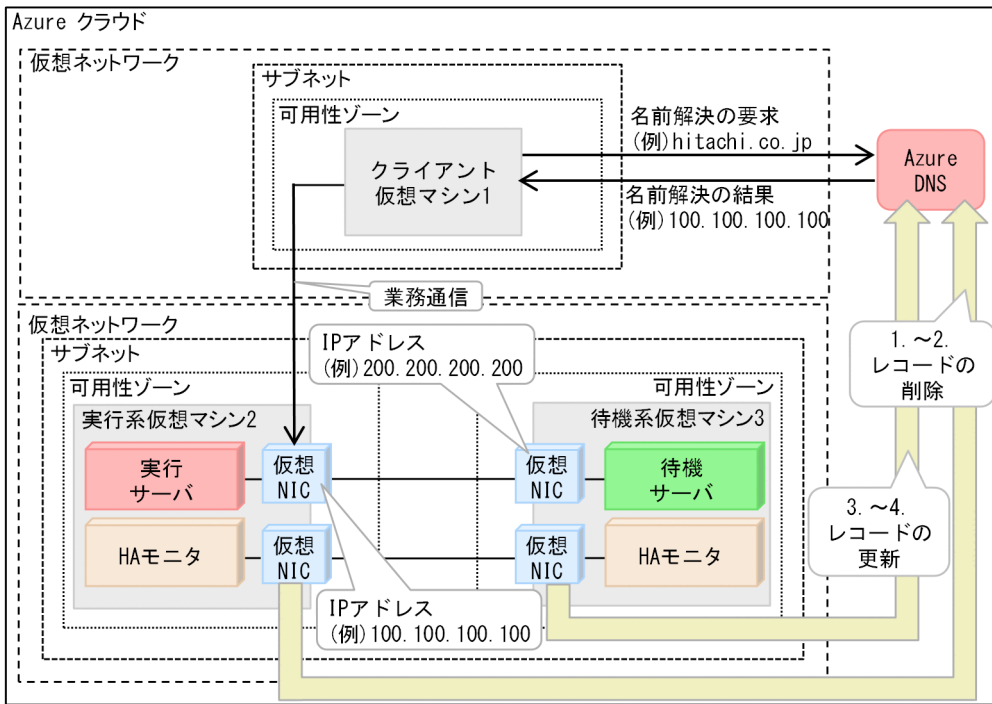 Azure クラウド
仮想ネットワーク
サブネット
可用性ゾーン
クライアント
仮想マシン1
名前解決の要求
(例)hitachi.co.jp
名前解決の結果
(例)100.100.100.100
Azure
DNS
業務通信
仮想ネットワーク
サブネット
可用性ゾーン
実行系仮想マシン2
実行
サーバ
仮想
NIC
HAモニタ
仮想
NIC
IPアドレス
(例)200.200.200.200
IPアドレス
(例)100.100.100.100
可用性ゾーン
待機系仮想マシン3
仮想
NIC
待機
サーバ
仮想
NIC
HAモニタ
1.～2.
レコードの
削除
3.～4.
レコードの
更新